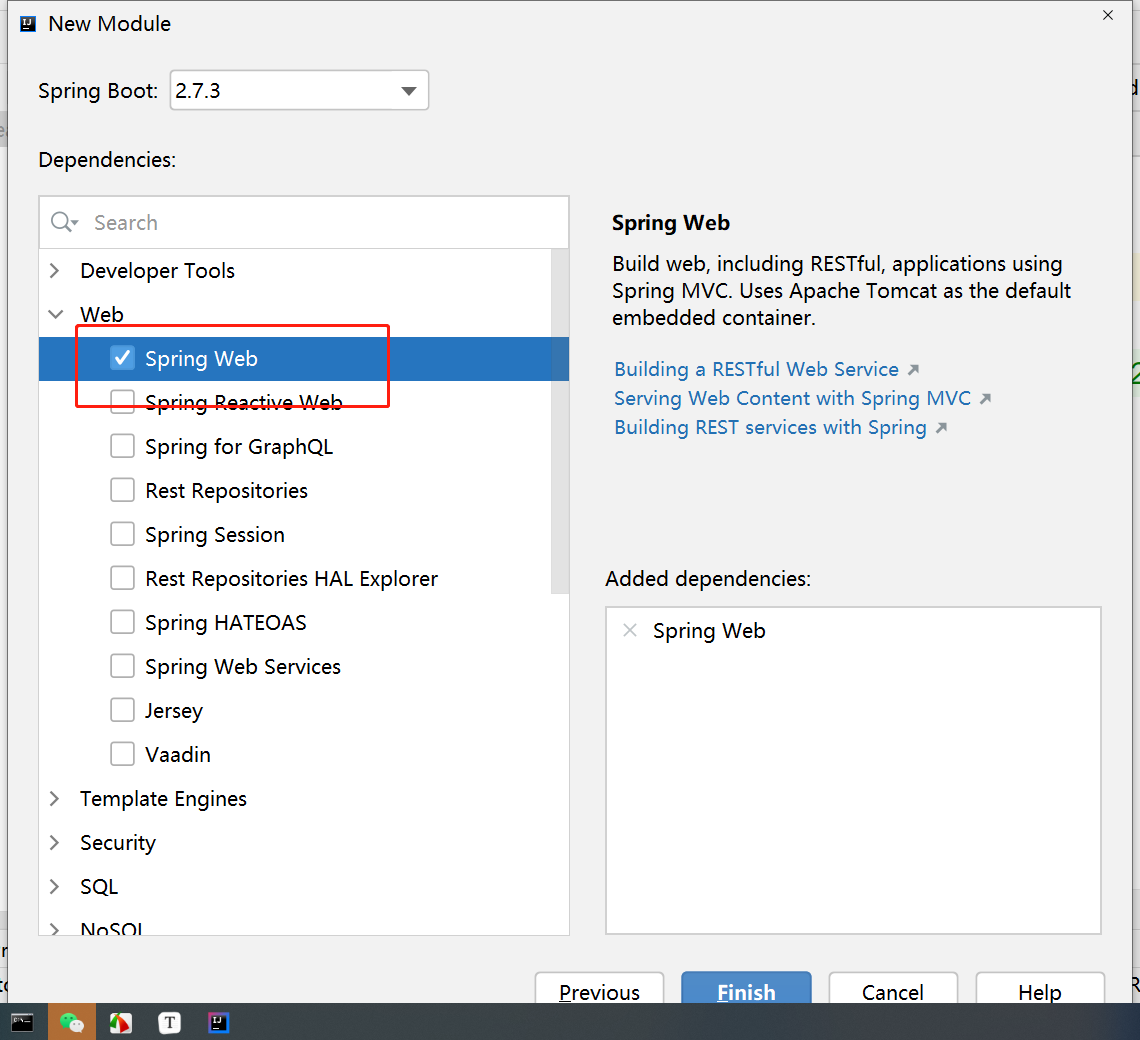 New Module
Spring Boot:
2.7.3
Dependencies:
Search
Developer Tools
Web
Spring Web
Spring Reactive Web
Spring for GraphQL
Rest Repositories
Spring Session
Rest Repositories HAL Explorer
Spring HATEOAS
Spring Web Services
Jersey
Vaadin
Template Engines
Security
SQL
NoSQL
Spring Web
Build web, including RESTful, applications using
Spring MVC. Uses Apache Tomcat as the default
embedded container.
Building a RESTful Web Service
Serving Web Content with Spring MVC
Building REST services with Spring
Added dependencies:
Spring Web
Previous
Finish
Cancel
Help